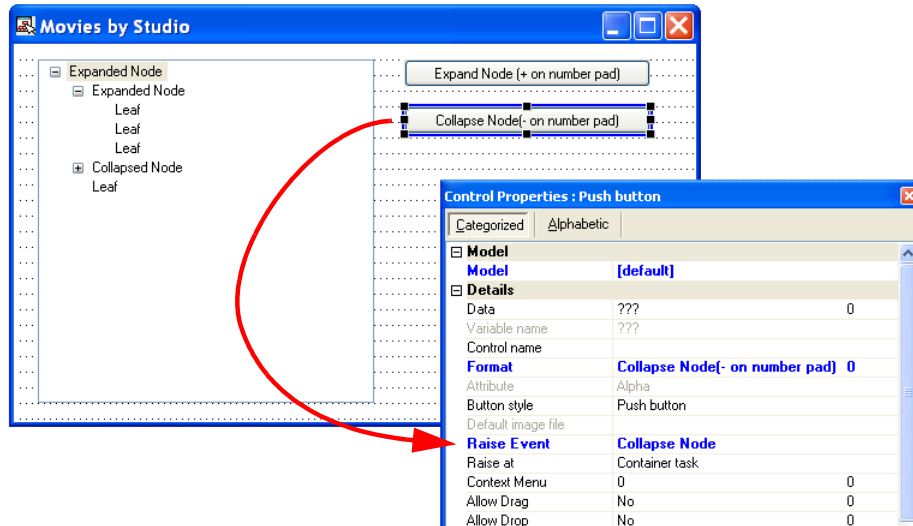 Movies by Studio
Expanded Node
Expanded Node
Leaf
Leaf
Leaf
Collapsed Node
Leaf
Expand Node (+ on number pad)
Collapse Node(- on number pad)
Control Properties : Push button
Categorized Alphabetic
Model
Model [default]
Details
Data ??? 0
Variable name ???
Control name
Format Collapse Node(- on number pad) 0
Attribute Alpha
Button style Push button
Default image file
Raise Event Collapse Node
Raise at Container task
Context Menu 0 0
Allow Drag No 0
Allow Drop No 0